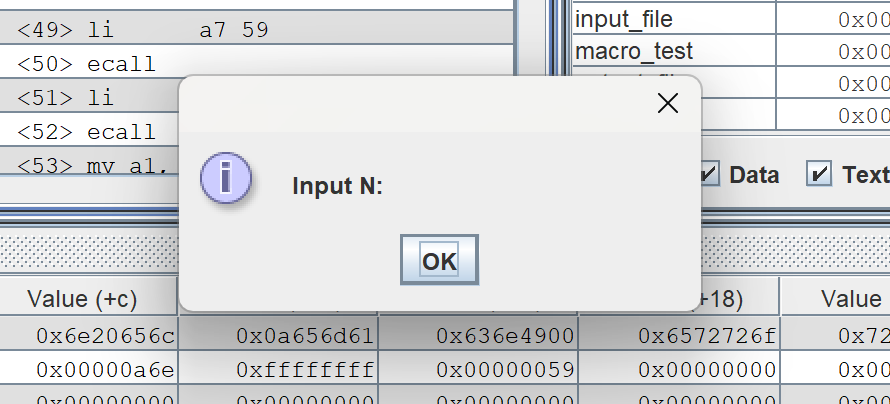 <49> li a7 59
<50> ecall
<51> li
<52> ecall
<53> mv a1,
input_file 0x00
macro_test 0x00
0x00
0x00
Input N:
OK
Data Text
Value (+c) +18) Value
0x6e20656c 0x0a656d61 0x636e4900 0x6572726f 0x72
0x00000a6e 0xffffffff 0x00000059 0x00000000 0x00
0x00000000 0x00000000 0x00000000 0x00000000 0x00